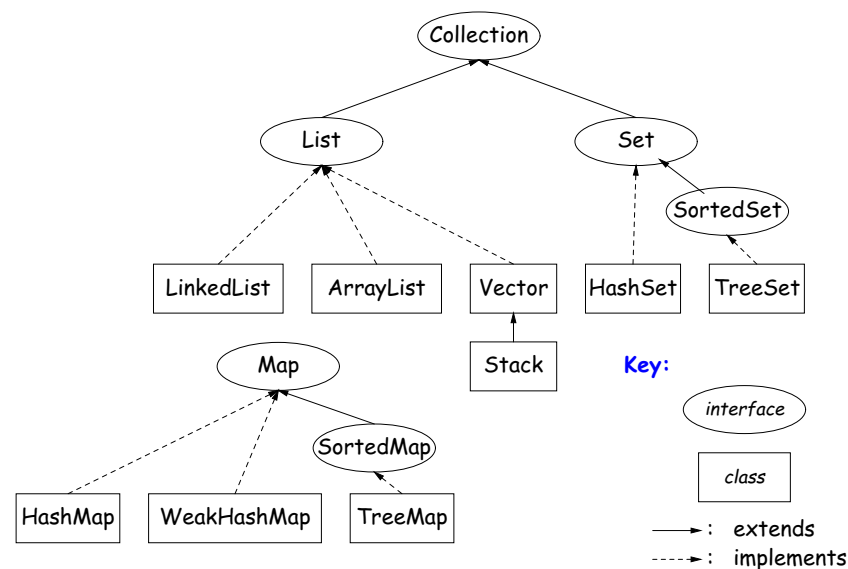 Collection
List
Set
SortedSet
LinkedList
ArrayList
Vector
HashSet
TreeSet
Stack
Map
SortedMap
HashMap
WeakHashMap
TreeMap
Key:
interface
class
: extends
: implements